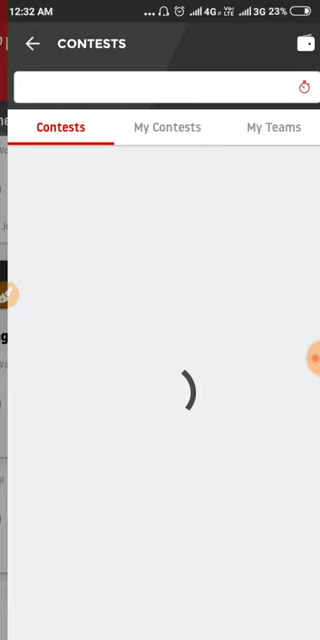 12:32 AM ... 4G Vo) LTE 3G 23%
CONTESTS
Contests My Contests My Teams